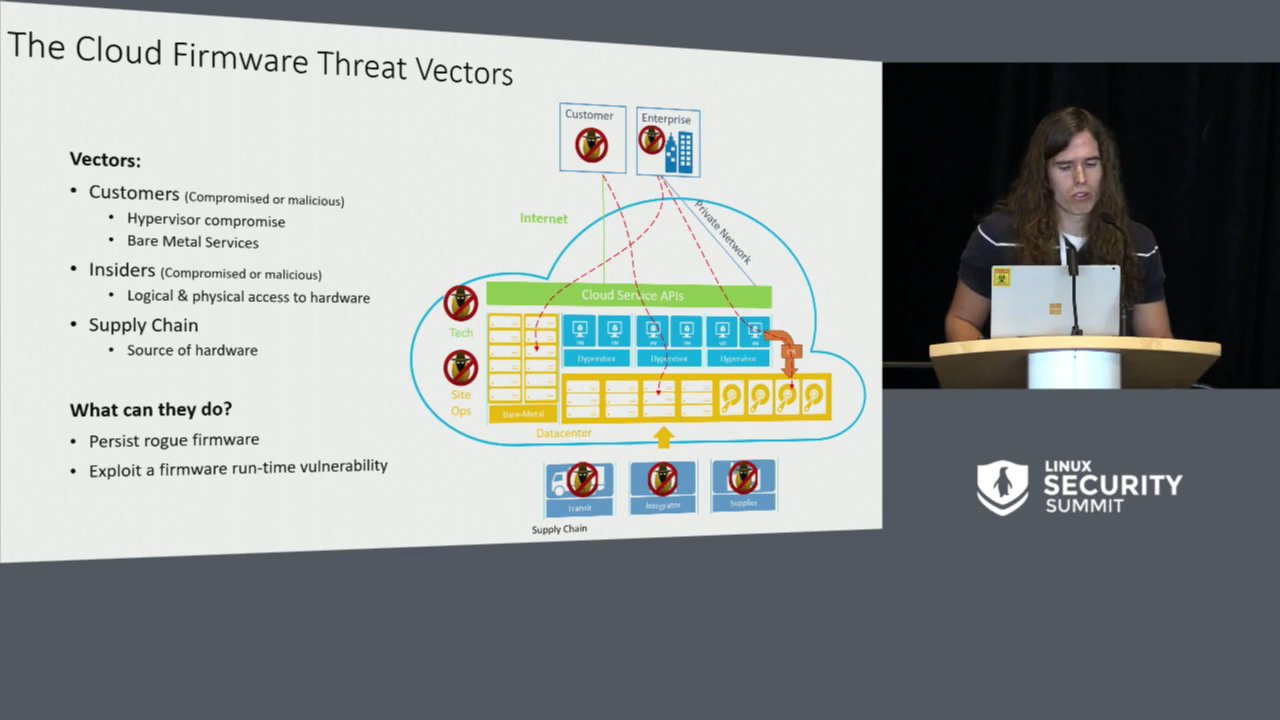 The Cloud Firmware Threat Vectors
Vectors:
• Customers (Compromised or malicious)
• Hypervisor compromise
• Bare Metal Services
• Insiders (Compromised or malicious)
• Logical & physical access to hardware
• Supply Chain
• Source of hardware
What can they do?
• Persist rogue firmware
• Exploit a firmware run-time vulnerability
Customer
Enterprise
Internet
Private Network
Cloud Service APIs
Tech
Site
Ops
Hypervisor
Hypervisor
Hypervisor
Bare-Metal
Datacenter
Transit
Integrator
Supplier
Supply Chain
LINUX
SECURITY
SUMMIT